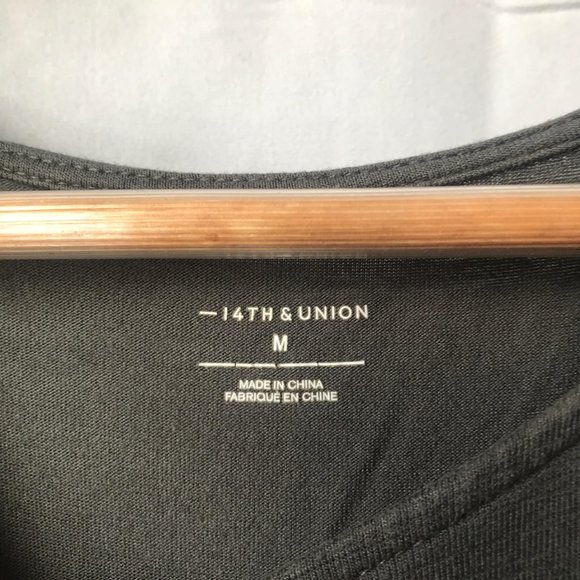 14TH & UNION
M
MADE IN CHINA
FABRIQUÉ EN CHINE